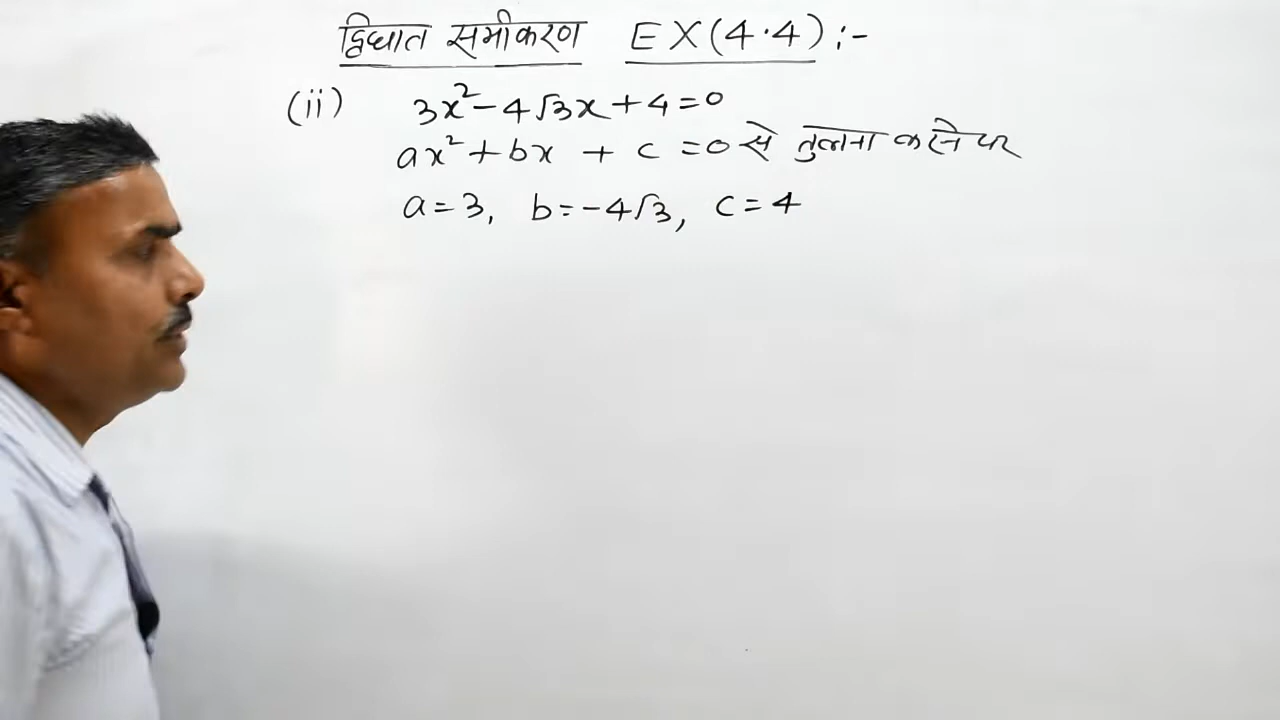 द्विघात समीकरण EX(4.4) :-
(ii) 3x² - 4√3x + 4 = 0
ax² + bx + c = 0 से तुलना करने पर
a = 3, b = -4√3, c = 4